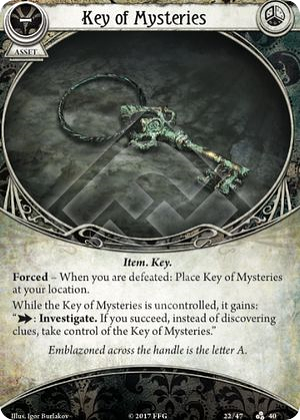 Key of Mysteries
ASSET
Item. Key.
Forced – When you are defeated: Place Key of Mysteries
at your location.
While the Key of Mysteries is uncontrolled, it gains:
“: Investigate. If you succeed, instead of discovering
clues, take control of the Key of Mysteries.”
Emblazoned across the handle is the letter A.
Illus. Igor Burlakov
© 2017 FFG
22/47
40